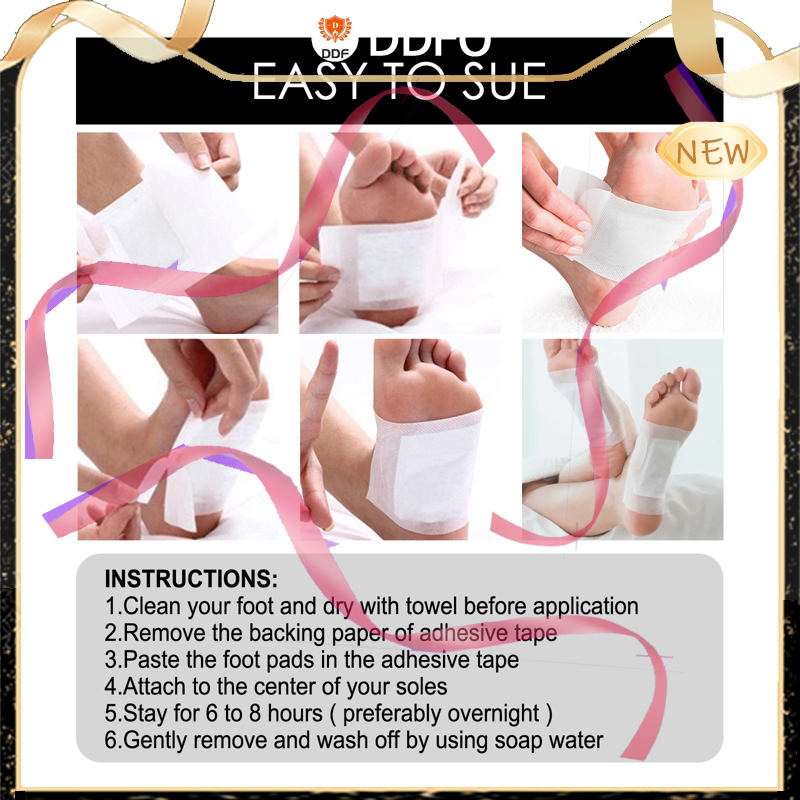 DDF
EASY TO SUE
NEW
INSTRUCTIONS:
1.Clean your foot and dry with towel before application
2.Remove the backing paper of adhesive tape
3.Paste the foot pads in the adhesive tape
4.Attach to the center of your soles
5.Stay for 6 to 8 hours ( preferably overnight )
6.Gently remove and wash off by using soap water